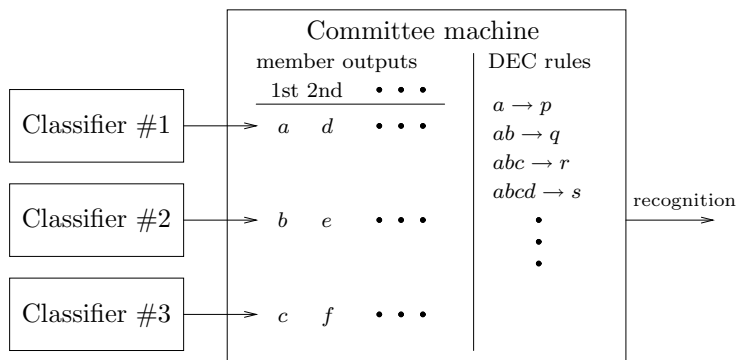 Committee machine
member outputs
DEC rules
1st 2nd • • •
Classifier #1
a d • • •
a → p
ab → q
abc → r
abcd → s
Classifier #2
b e • • •
recognition
Classifier #3
c f • • •